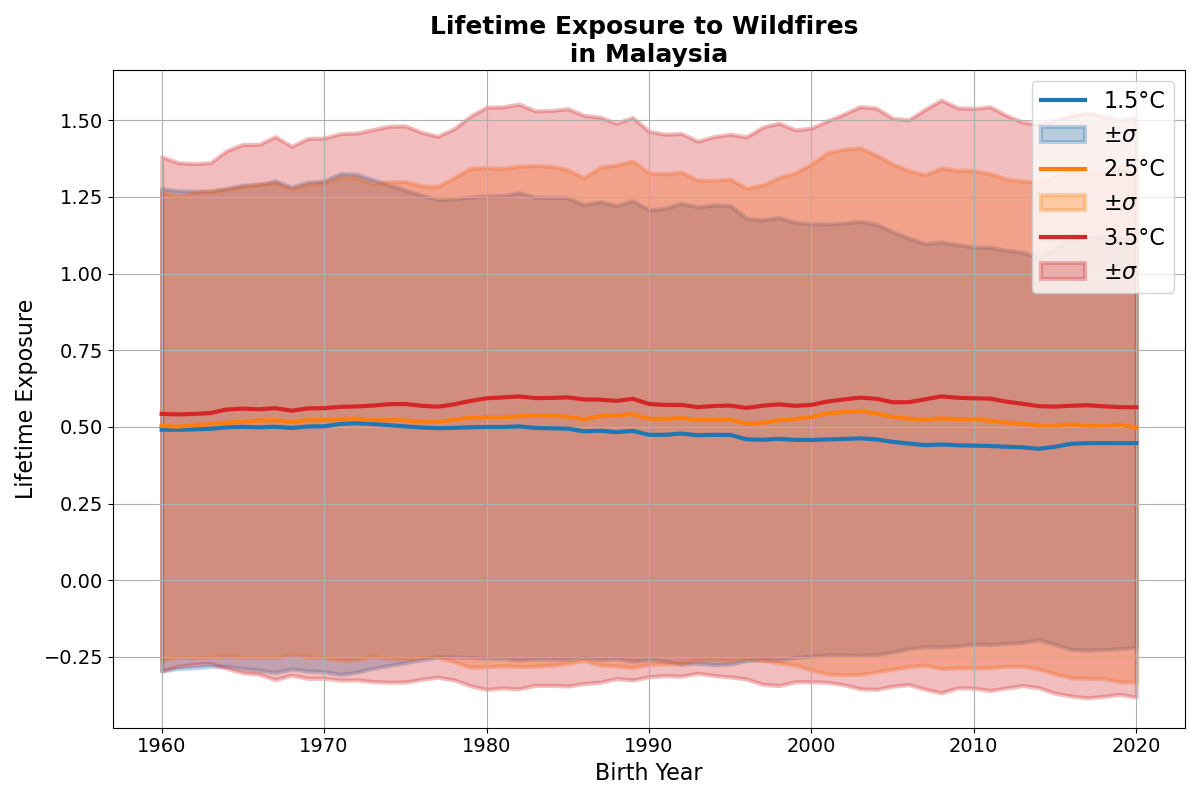 Lifetime Exposure to Wildfires
in Malaysia
1.5°C
±σ
2.5°C
±σ
3.5°C
±σ
Lifetime Exposure
1.50
1.25
1.00
0.75
0.50
0.25
0.00
−0.25
1960 1970 1980 1990 2000 2010 2020
Birth Year